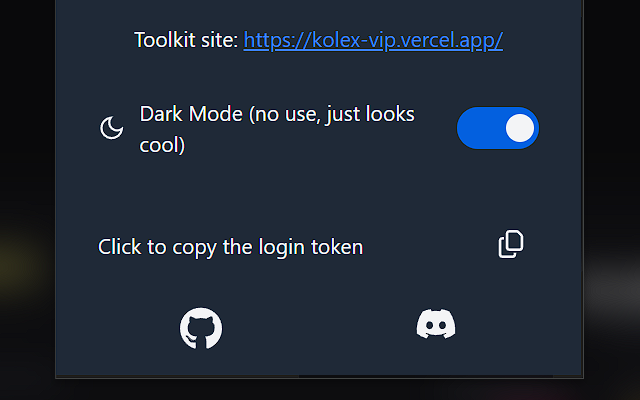 Toolkit site: https://kolex-vip.vercel.app/
Dark Mode (no use, just looks
cool)
Click to copy the login token